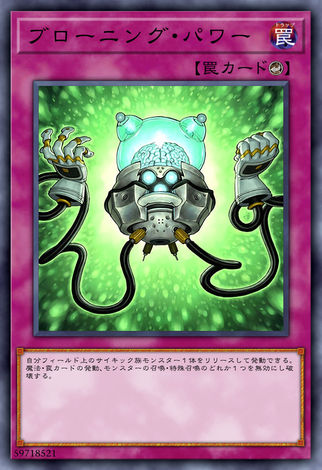 ブローニング・パワー
トラップ
罠
【罠カード】
自分フィールド上のサイキック族モンスター1体をリリースして発動できる。
魔法・罠カードの発動、モンスターの召喚・特殊召喚のどれか1つを無効にし破
壊する。
59718521